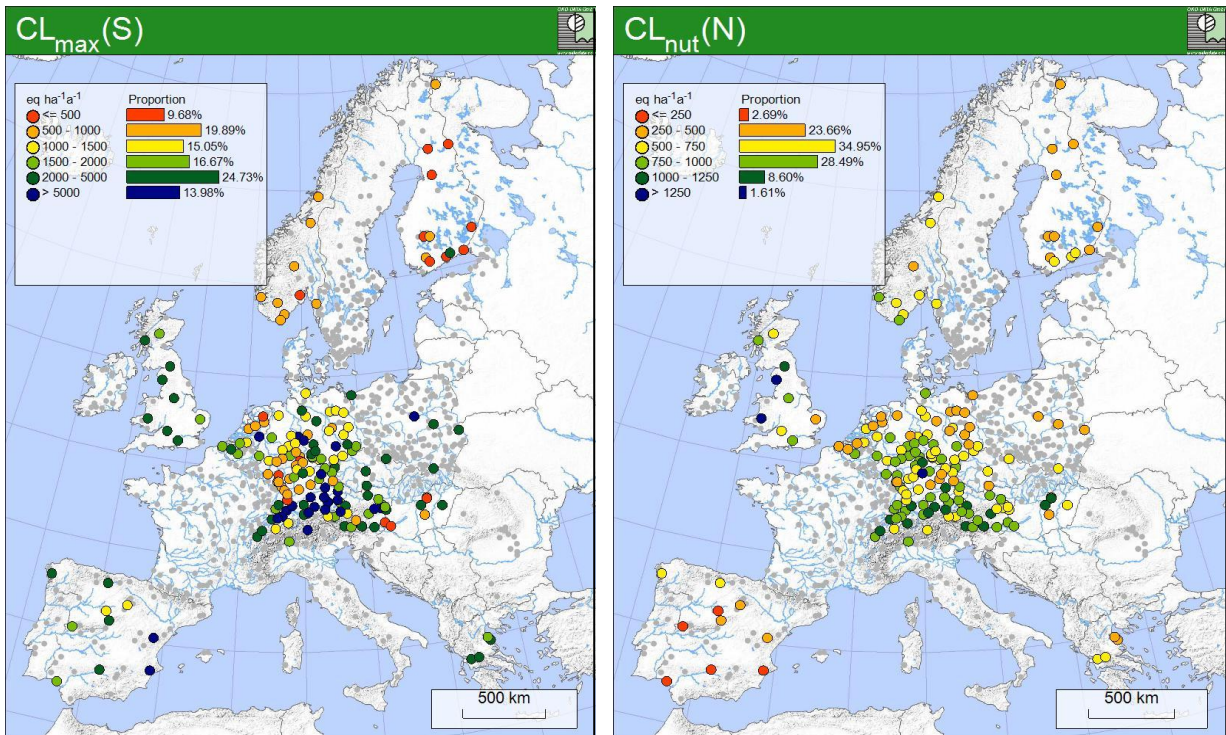 CLmax(S)
eq ha-1a-1 Proportion
<= 500 9.68%
500 - 1000 19.89%
1000 - 1500 15.05%
1500 - 2000 16.67%
2000 - 5000 24.73%
> 5000 13.98%
500 km
CLnut(N)
eq ha-1a-1 Proportion
<= 250 2.69%
250 - 500 23.66%
500 - 750 34.95%
750 - 1000 28.49%
1000 - 1250 8.60%
> 1250 1.61%
500 km